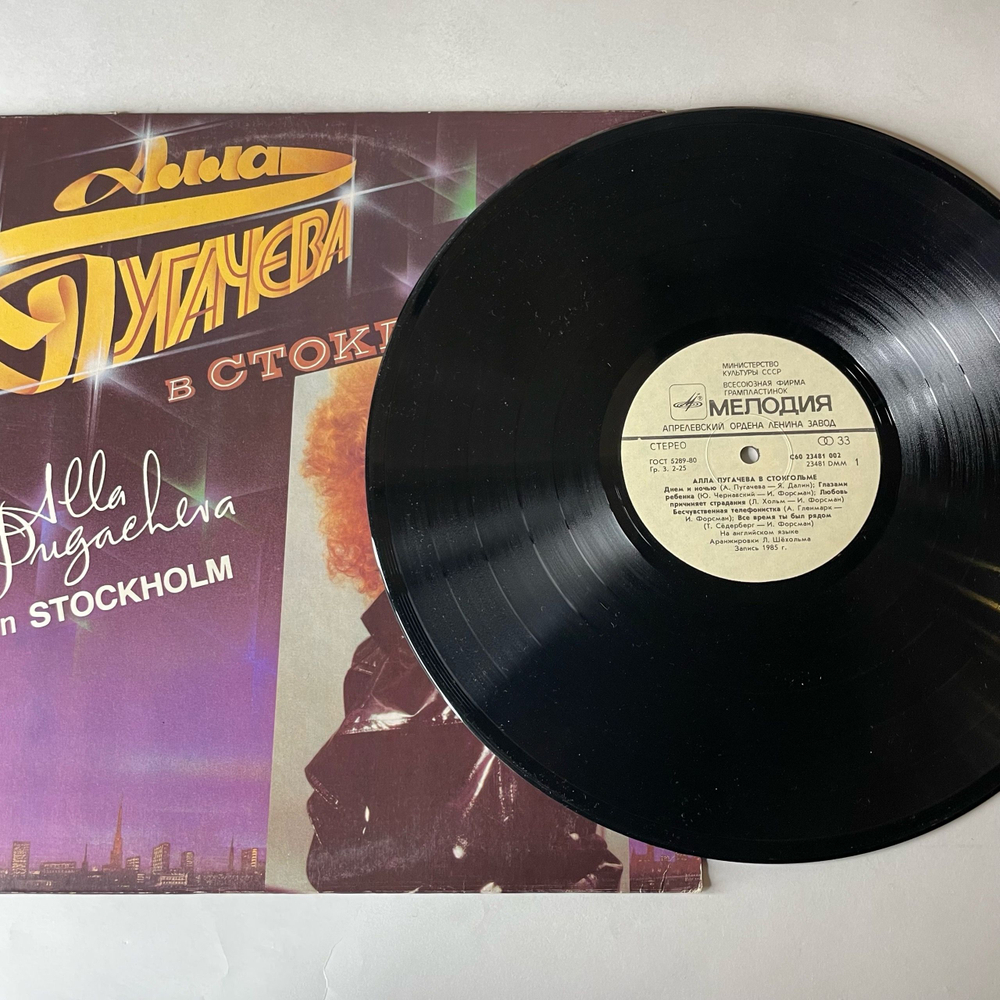 Алла
Пугачева
в СТОК
Alla
Pugacheva
n STOCKHOLM
МИНИСТЕРСТВО
КУЛЬТУРЫ СССР
ВСЕСОЮЗНАЯ ФИРМА
ГРАМПЛАСТИНОК
МЕЛОДИЯ
АПРЕЛЕВСКИЙ ОРДЕНА ЛЕНИНА ЗАВОД
СТЕРЕО 33
ГОСТ 5289-80 С60 23481 002
Гр. 3. 2-25 23481 DMM 1
АЛЛА ПУГАЧЕВА В СТОКГОЛЬМЕ
Днем и ночью (А. Пугачева — Я. Далин); Глазами
ребенка (Ю. Чернавский — И. Форсман); Любовь
причиняет страдания (Л. Хольм — И. Форсман)
Бесчувственная телефонистка (А. Гленмарк —
И. Форсман); Все время ты был рядом
(Т. Сёдерберг — И. Форсман)
На английском языке
Аранжировки Л. Шёхольма
Запись 1985 г.